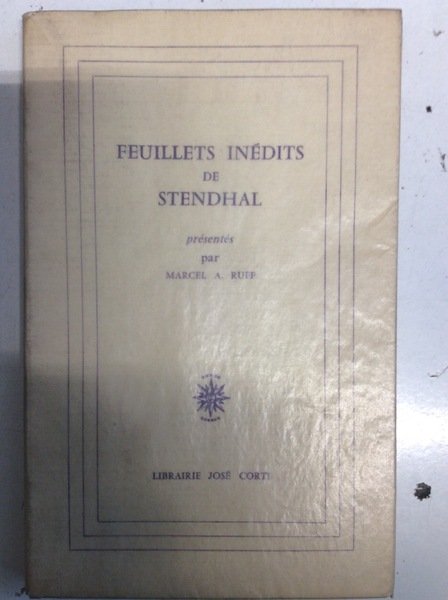 FEUILLETS INÉDITS
DE
STENDHAL
présentés
par
MARCEL A. RUFF
LIBRAIRIE JOSÉ CORTI